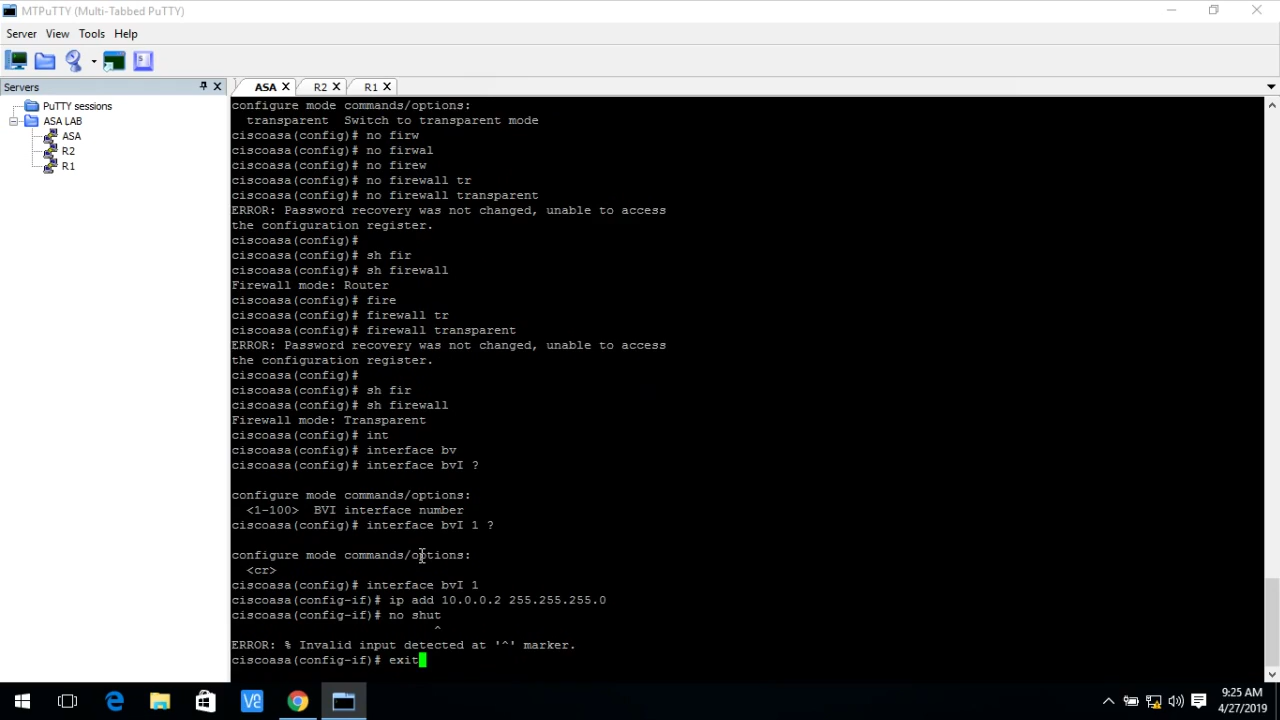 MTPuTTY (Multi-Tabbed PuTTY)
Server View Tools Help
Servers
ASA R2 R1
PuTTY sessions
ASA LAB
ASA
R2
R1
configure mode commands/options:
  transparent  Switch to transparent mode
ciscoasa(config)# no firw
ciscoasa(config)# no firwal
ciscoasa(config)# no firew
ciscoasa(config)# no firewall tr
ciscoasa(config)# no firewall transparent
ERROR: Password recovery was not changed, unable to access
the configuration register.
ciscoasa(config)#
ciscoasa(config)# sh fir
ciscoasa(config)# sh firewall
Firewall mode: Router
ciscoasa(config)# fire
ciscoasa(config)# firewall tr
ciscoasa(config)# firewall transparent
ERROR: Password recovery was not changed, unable to access
the configuration register.
ciscoasa(config)#
ciscoasa(config)# sh fir
ciscoasa(config)# sh firewall
Firewall mode: Transparent
ciscoasa(config)# int
ciscoasa(config)# interface bv
ciscoasa(config)# interface bvI ?
configure mode commands/options:
  <1-100>  BVI interface number
ciscoasa(config)# interface bvI 1 ?
configure mode commands/options:
  <cr>
ciscoasa(config)# interface bvI 1
ciscoasa(config-if)# ip add 10.0.0.2 255.255.255.0
ciscoasa(config-if)# no shut
^
ERROR: % Invalid input detected at '^' marker.
ciscoasa(config-if)# exit
9:25 AM
4/27/2019